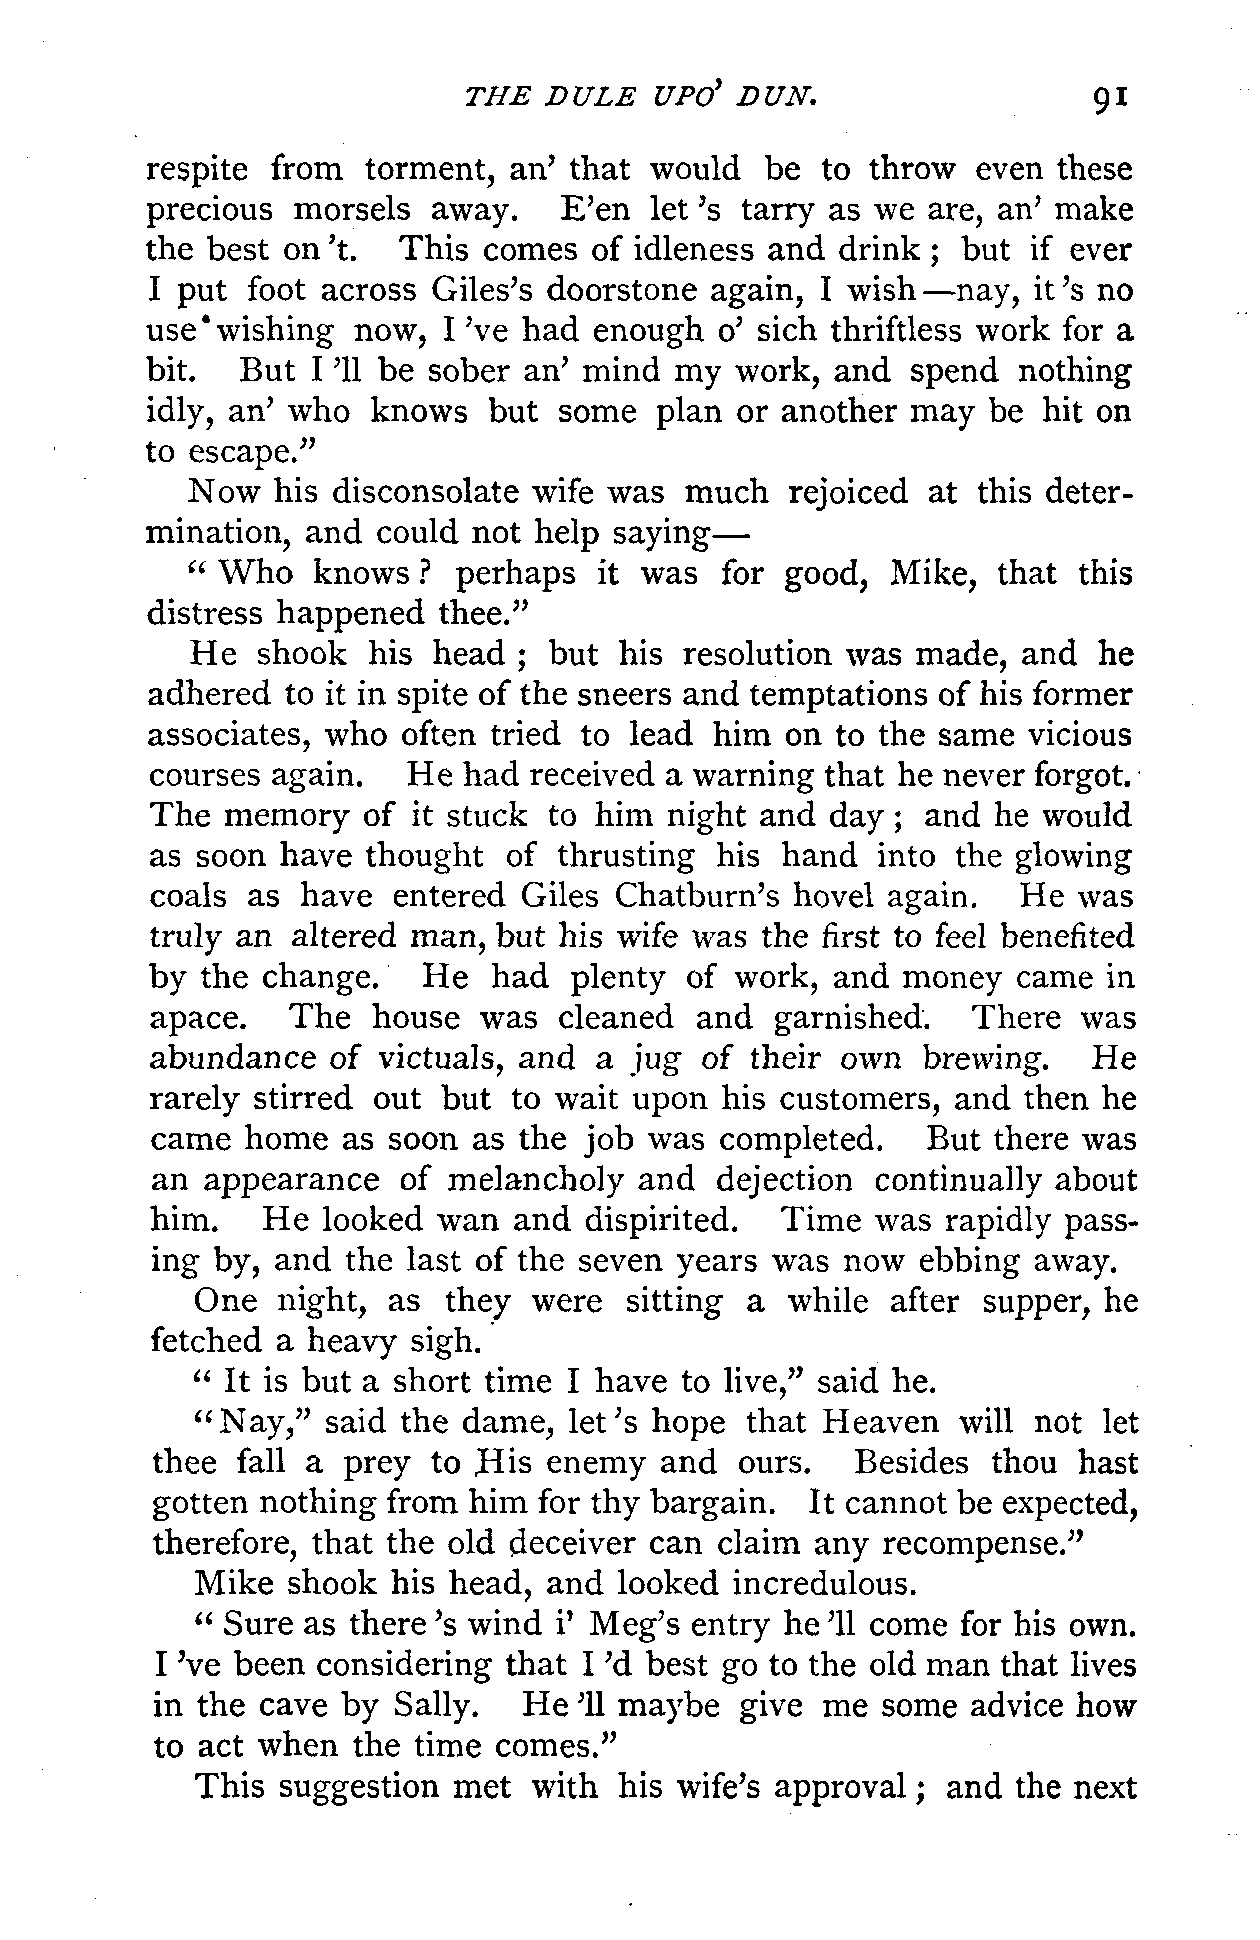 THE DULE UPO' DUN. 91
respite from torment, an' that would be to throw even these
precious morsels away. E'en let 's tarry as we are, an' make
the best on 't. This comes of idleness and drink ; but if ever
I put foot across Giles's doorstone again, I wish—nay, it 's no
use wishing now, I 've had enough o' sich thriftless work for a
bit. But I 'll be sober an' mind my work, and spend nothing
idly, an' who knows but some plan or another may be hit on
to escape."
Now his disconsolate wife was much rejoiced at this deter-
mination, and could not help saying—
" Who knows ? perhaps it was for good, Mike, that this
distress happened thee."
He shook his head ; but his resolution was made, and he
adhered to it in spite of the sneers and temptations of his former
associates, who often tried to lead him on to the same vicious
courses again. He had received a warning that he never forgot.
The memory of it stuck to him night and day ; and he would
as soon have thought of thrusting his hand into the glowing
coals as have entered Giles Chatburn's hovel again. He was
truly an altered man, but his wife was the first to feel benefited
by the change. He had plenty of work, and money came in
apace. The house was cleaned and garnished. There was
abundance of victuals, and a jug of their own brewing. He
rarely stirred out but to wait upon his customers, and then he
came home as soon as the job was completed. But there was
an appearance of melancholy and dejection continually about
him. He looked wan and dispirited. Time was rapidly pass-
ing by, and the last of the seven years was now ebbing away.
One night, as they were sitting a while after supper, he
fetched a heavy sigh.
" It is but a short time I have to live," said he.
" Nay," said the dame, let 's hope that Heaven will not let
thee fall a prey to His enemy and ours. Besides thou hast
gotten nothing from him for thy bargain. It cannot be expected,
therefore, that the old deceiver can claim any recompense."
Mike shook his head, and looked incredulous.
" Sure as there 's wind i' Meg's entry he 'll come for his own.
I 've been considering that I 'd best go to the old man that lives
in the cave by Sally. He 'll maybe give me some advice how
to act when the time comes."
This suggestion met with his wife's approval ; and the next